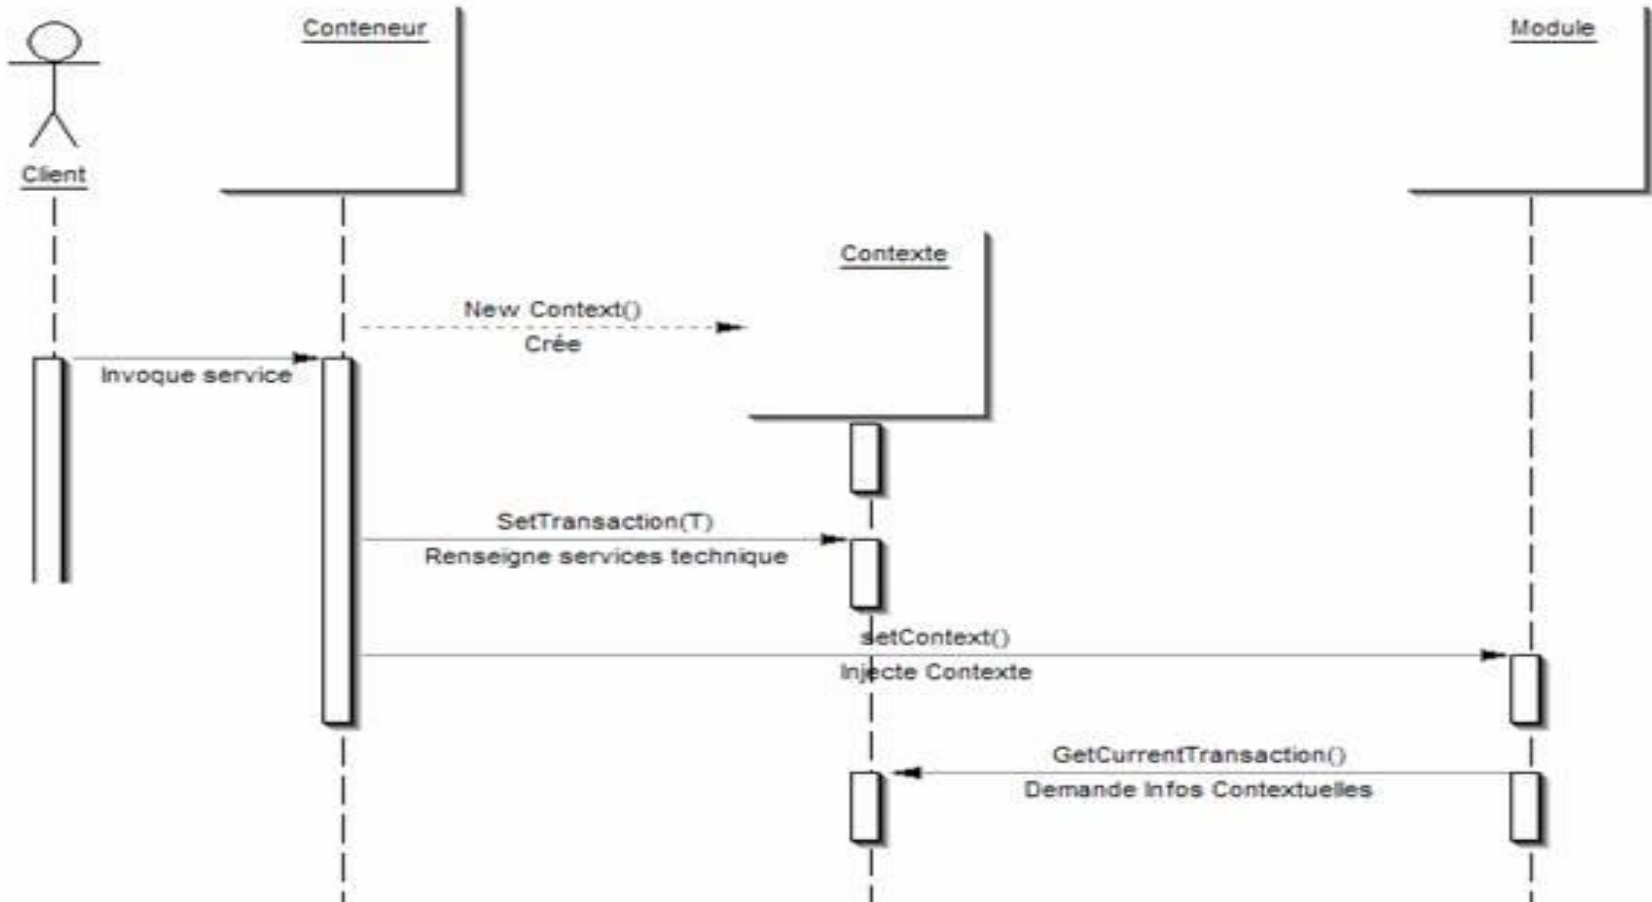 Conteneur
Module
Client
Contexte
New Context()
Crée
Invoque service
SetTransaction(T)
Renseigne services technique
setContext()
Injecte Contexte
GetCurrentTransaction()
Demande Infos Contextuelles